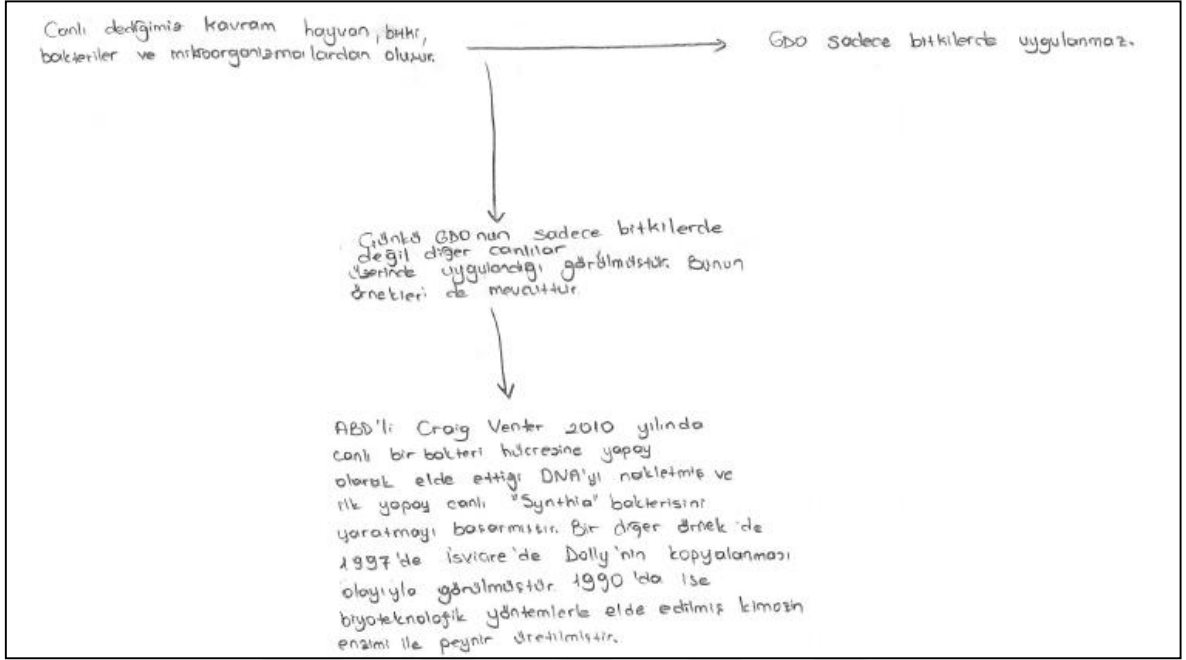 Canlı dediğimiz kavram hayvan, bitki,
bakteriler ve mikroorganizmalardan oluşur.
GDO sadece bitkilerde uygulanmaz.
Çünkü GDO nun sadece bitkilerde
değil diğer canlılar
üzerinde uygulandığı görülmüştür. Bunun
örnekleri de mevcuttur.
ABD'li Craig Venter 2010 yılında
canlı bir bakteri hücresine yapay
olarak elde ettiği DNA'yı nakletmiş ve
ilk yapay canlı "Synthia" bakterisini
yaratmayı başarmıştır. Bir diğer örnek de
1997'de İsviçre'de Dolly'nin kopyalanması
olayıyla görülmüştür. 1990'da ise
biyoteknolojik yöntemlerle elde edilmiş kimozin
enzimi ile peynir üretilmiştir.